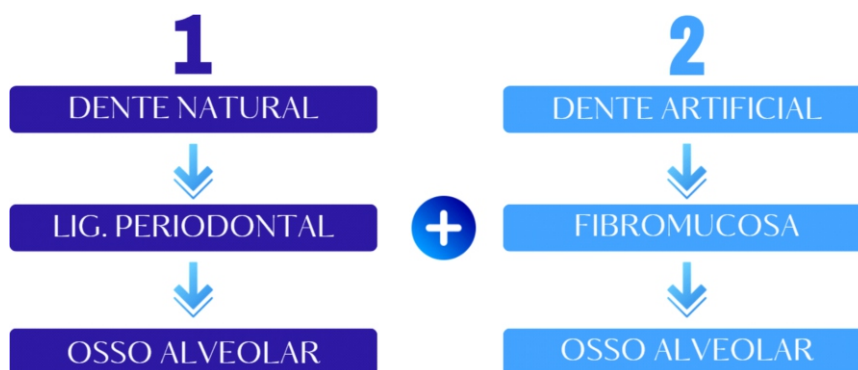 1
DENTE NATURAL
LIG. PERIODONTAL
OSSO ALVEOLAR
+
2
DENTE ARTIFICIAL
FIBROMUCOSA
OSSO ALVEOLAR